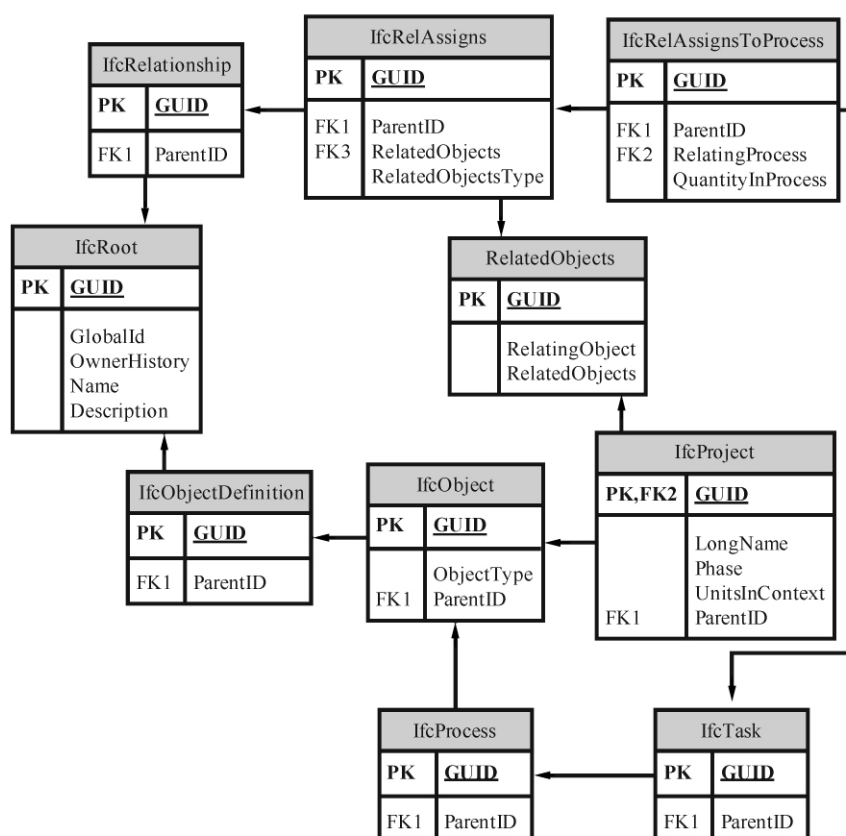 IfcRelationship
PK GUID
FK1 ParentID
IfcRelAssigns
PK GUID
FK1 ParentID
FK3 RelatedObjects
RelatedObjectsType
IfcRelAssignsToProcess
PK GUID
FK1 ParentID
FK2 RelatingProcess
QuantityInProcess
IfcRoot
PK GUID
GlobalId
OwnerHistory
Name
Description
RelatedObjects
PK GUID
RelatingObject
RelatedObjects
IfcObjectDefinition
PK GUID
FK1 ParentID
IfcObject
PK GUID
ObjectType
FK1 ParentID
IfcProject
PK,FK2 GUID
LongName
Phase
UnitsInContext
FK1 ParentID
IfcProcess
PK GUID
FK1 ParentID
IfcTask
PK GUID
FK1 ParentID